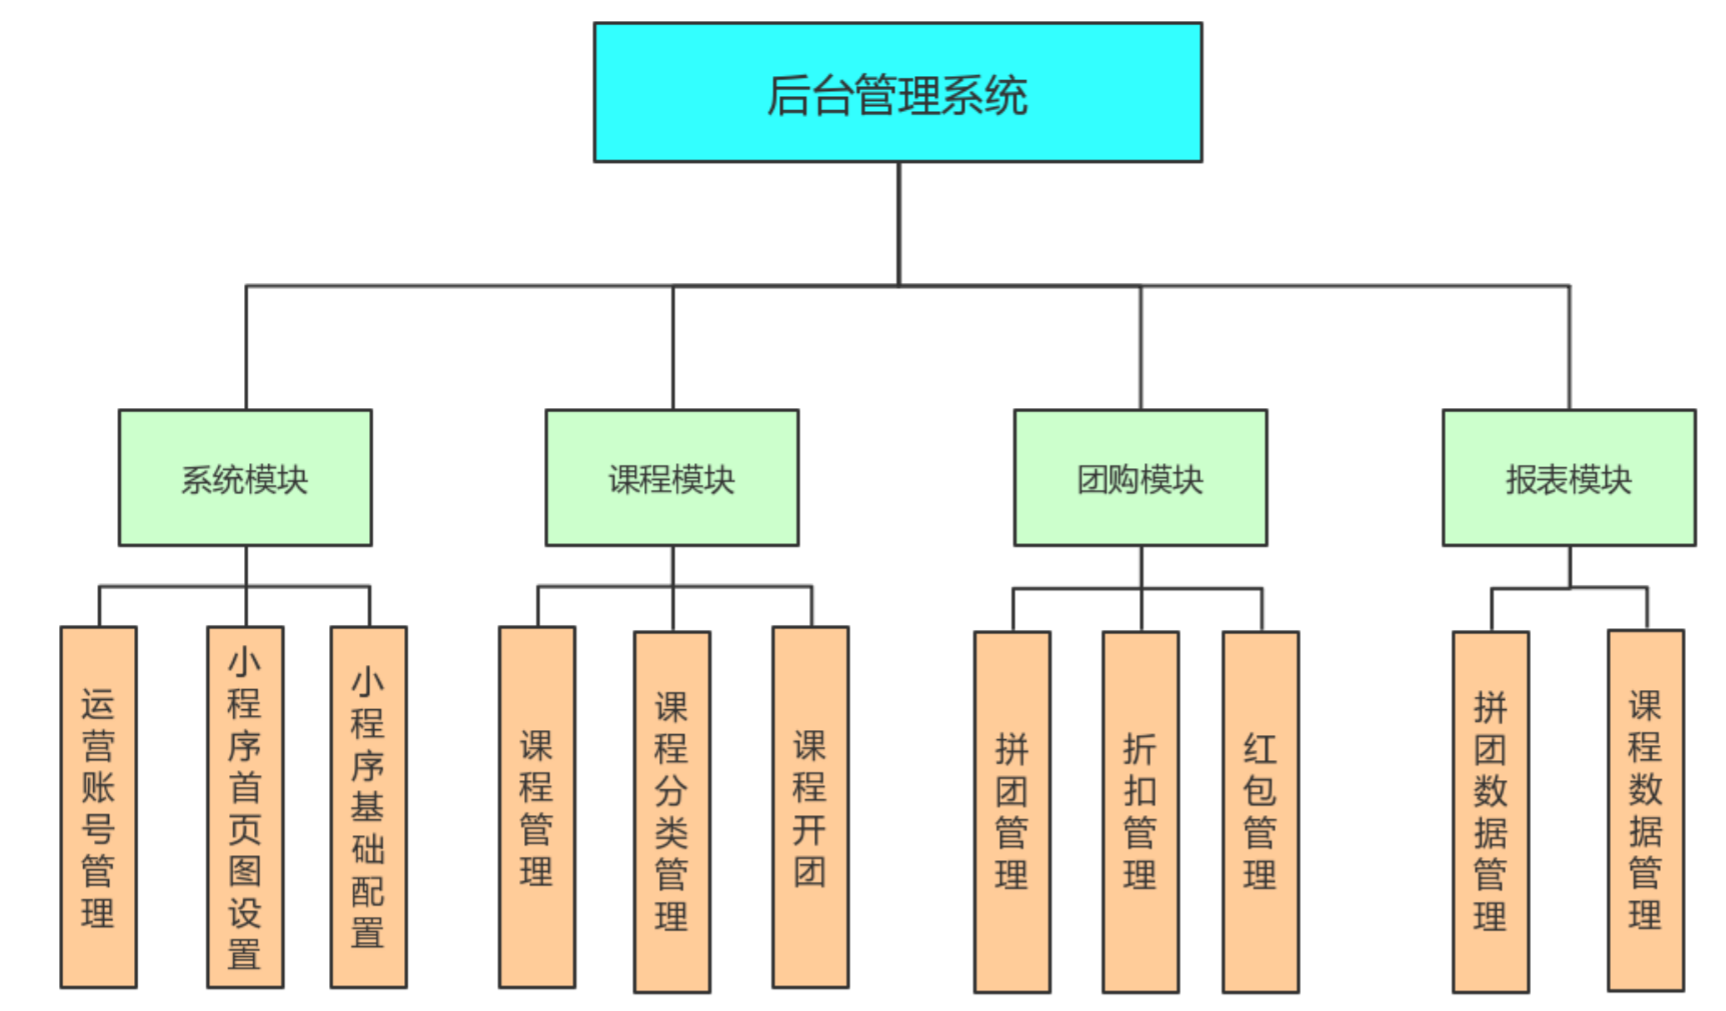 后台管理系统
系统模块
课程模块
团购模块
报表模块
运营账号管理
小程序首页图设置
小程序基础配置
课程管理
课程分类管理
课程开团
拼团管理
折扣管理
红包管理
拼团数据管理
课程数据管理